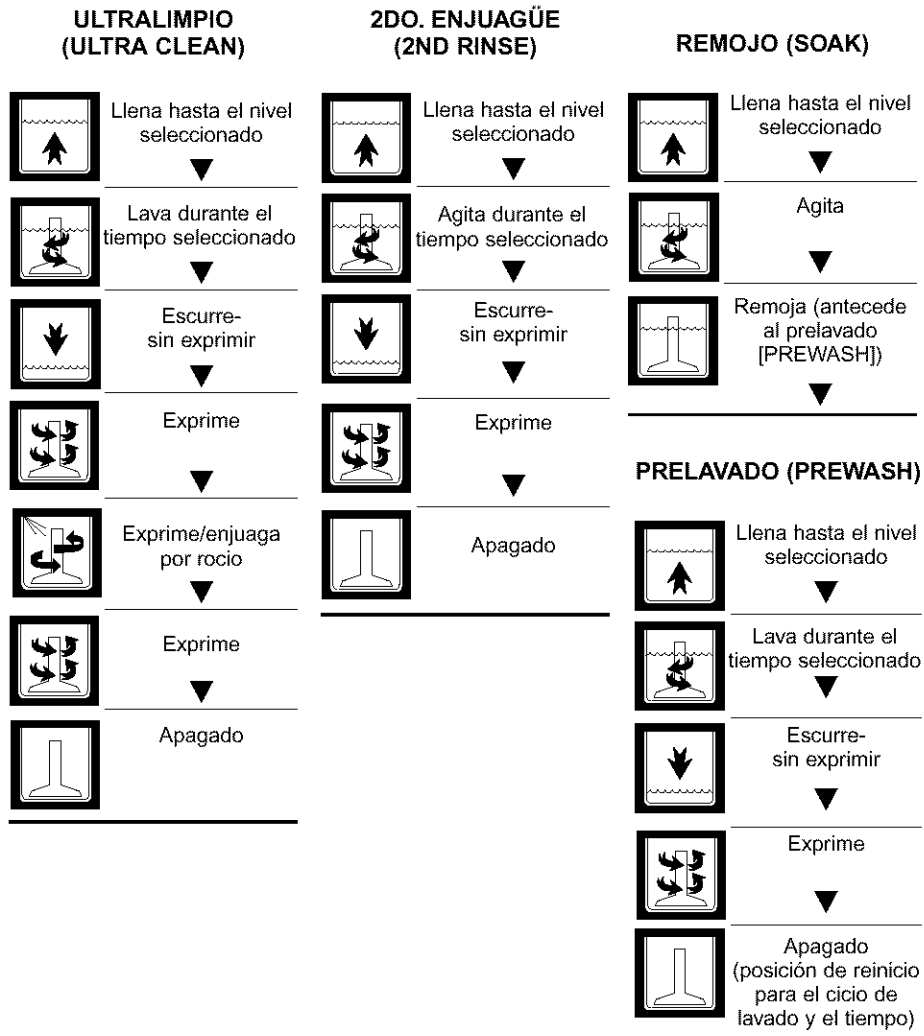 ULTRALIMPIO
(ULTRA CLEAN)
Llena hasta el nivel
seleccionado
Lava durante el
tiempo seleccionado
Escurre-
sin exprimir
Exprime
Exprime/enjuaga
por rocio
Exprime
Apagado
2DO. ENJUAGÜE
(2ND RINSE)
Llena hasta el nivel
seleccionado
Agita durante el
tiempo seleccionado
Escurre-
sin exprimir
Exprime
Apagado
REMOJO (SOAK)
Llena hasta el nivel
seleccionado
Agita
Remoja (antecede
al prelavado
[PREWASH])
PRELAVADO (PREWASH)
Llena hasta el nivel
seleccionado
Lava durante el
tiempo seleccionado
Escurre-
sin exprimir
Exprime
Apagado
(posición de reinicio
para el cicio de
lavado y el tiempo)